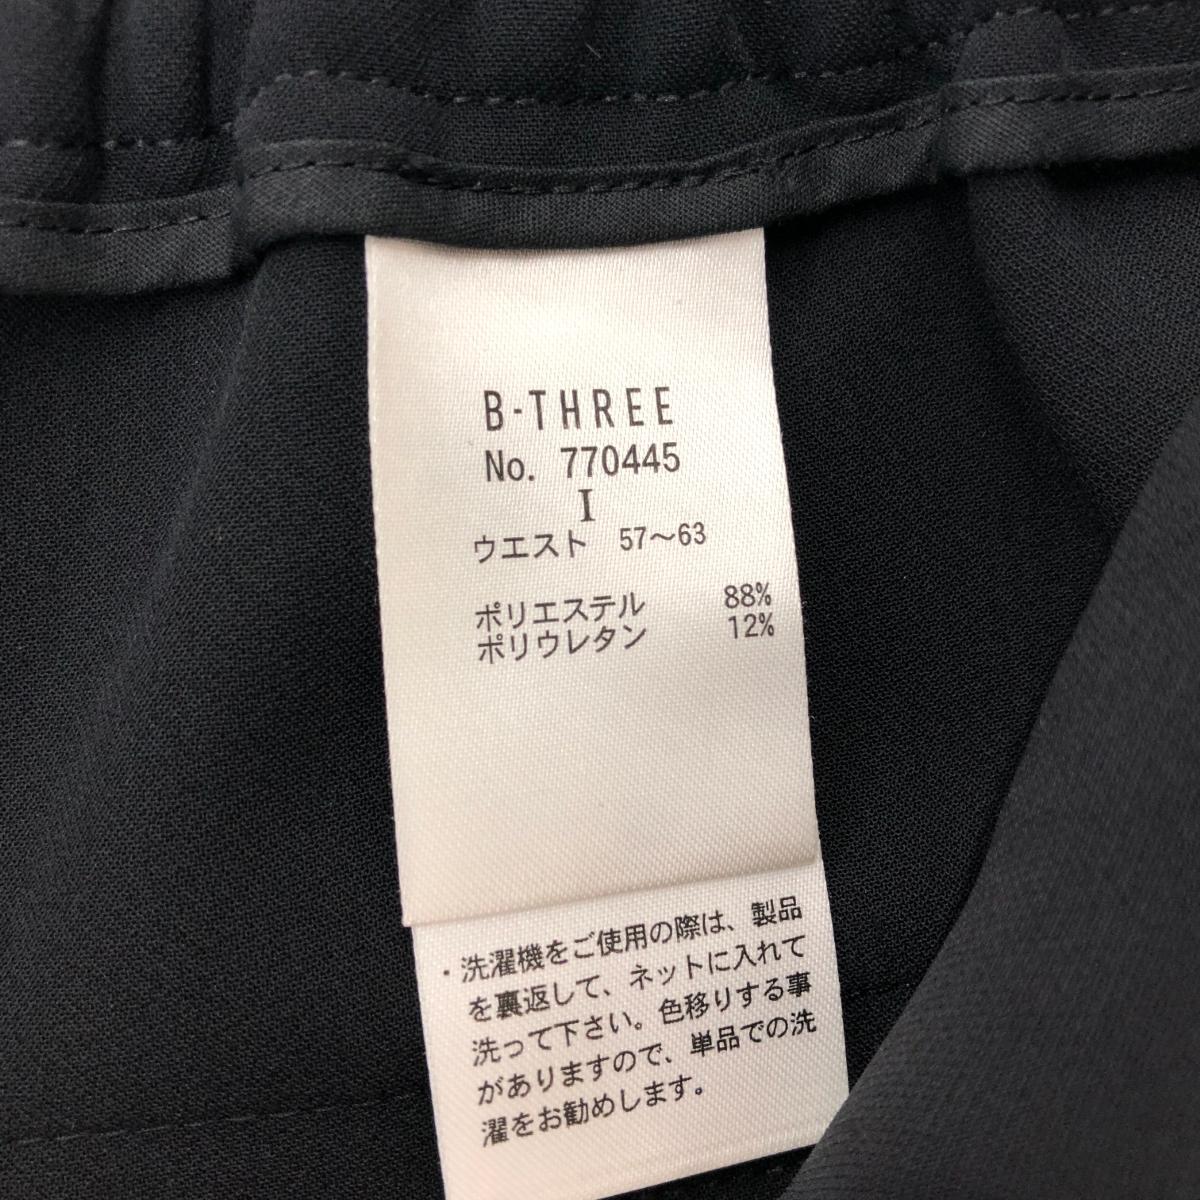 B-THREE
No. 770445
I
ウエスト 57〜63
ポリエステル 88%
ポリウレタン 12%
・洗濯機をご使用の際は、製品
を裏返して、ネットに入れて
洗って下さい。色移りする事
がありますので、単品での洗
濯をお勧めします。